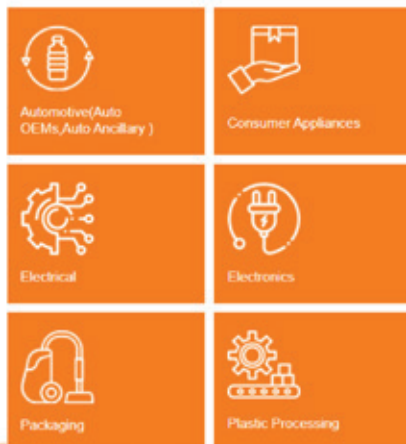 Automotive(Auto
OEMs,Auto Ancillary )
Consumer Appliances
Electrical
Electronics
Packaging
Plastic Processing